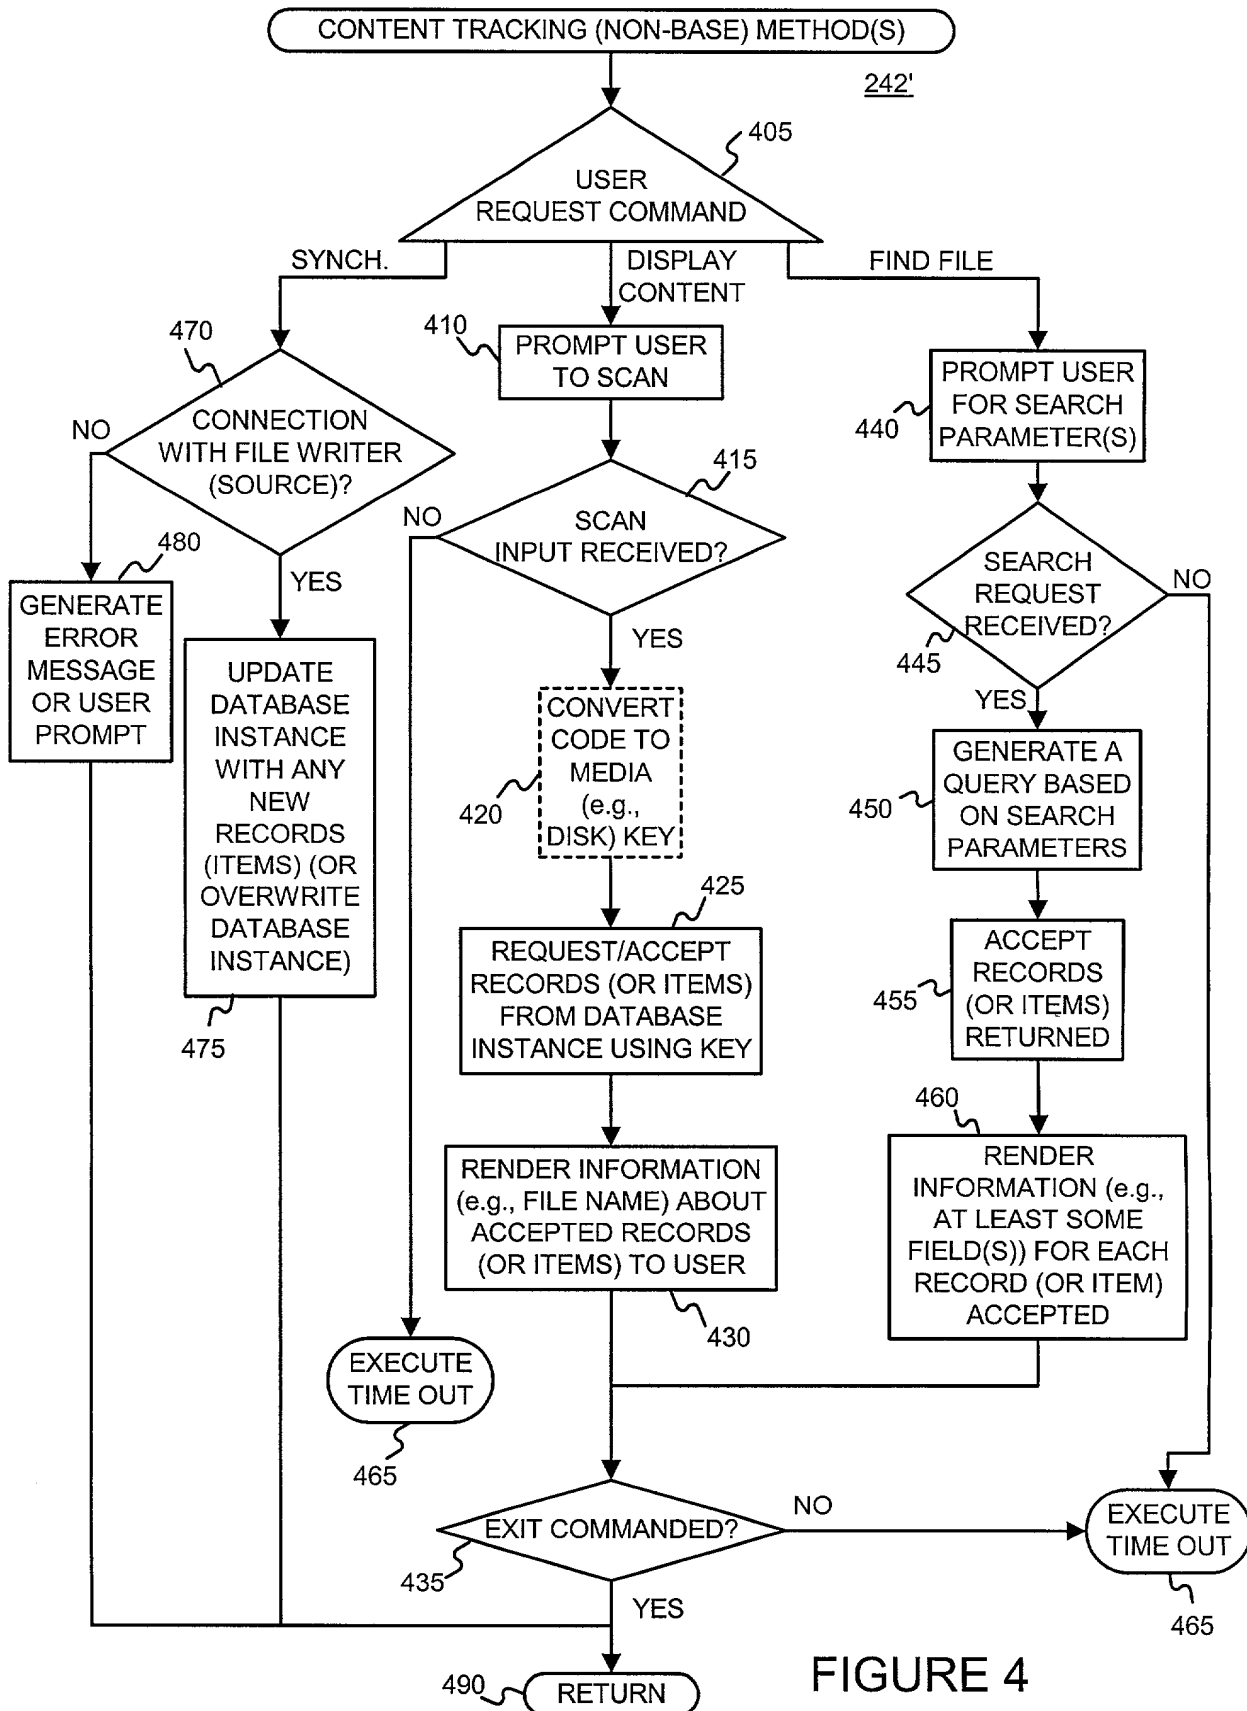 CONTENT TRACKING (NON-BASE) METHOD(S)
242'
405
USER
REQUEST COMMAND
SYNCH.
DISPLAY
CONTENT
FIND FILE
470
CONNECTION
WITH FILE WRITER
(SOURCE)?
NO
YES
480
GENERATE
ERROR
MESSAGE
OR USER
PROMPT
UPDATE
DATABASE
INSTANCE
WITH ANY
NEW
RECORDS
(ITEMS) (OR
OVERWRITE
DATABASE
INSTANCE)
475
410
PROMPT USER
TO SCAN
415
SCAN
INPUT RECEIVED?
NO
YES
CONVERT
CODE TO
MEDIA
(e.g.,
DISK) KEY
420
425
REQUEST/ACCEPT
RECORDS (OR ITEMS)
FROM DATABASE
INSTANCE USING KEY
RENDER INFORMATION
(e.g., FILE NAME) ABOUT
ACCEPTED RECORDS
(OR ITEMS) TO USER
430
EXECUTE
TIME OUT
465
PROMPT USER
FOR SEARCH
PARAMETER(S)
440
SEARCH
REQUEST
RECEIVED?
445
NO
YES
GENERATE A
QUERY BASED
ON SEARCH
PARAMETERS
450
ACCEPT
RECORDS
(OR ITEMS)
RETURNED
455
460
RENDER
INFORMATION (e.g.,
AT LEAST SOME
FIELD(S)) FOR EACH
RECORD (OR ITEM)
ACCEPTED
EXIT COMMANDED?
435
NO
YES
EXECUTE
TIME OUT
465
490
RETURN
FIGURE 4